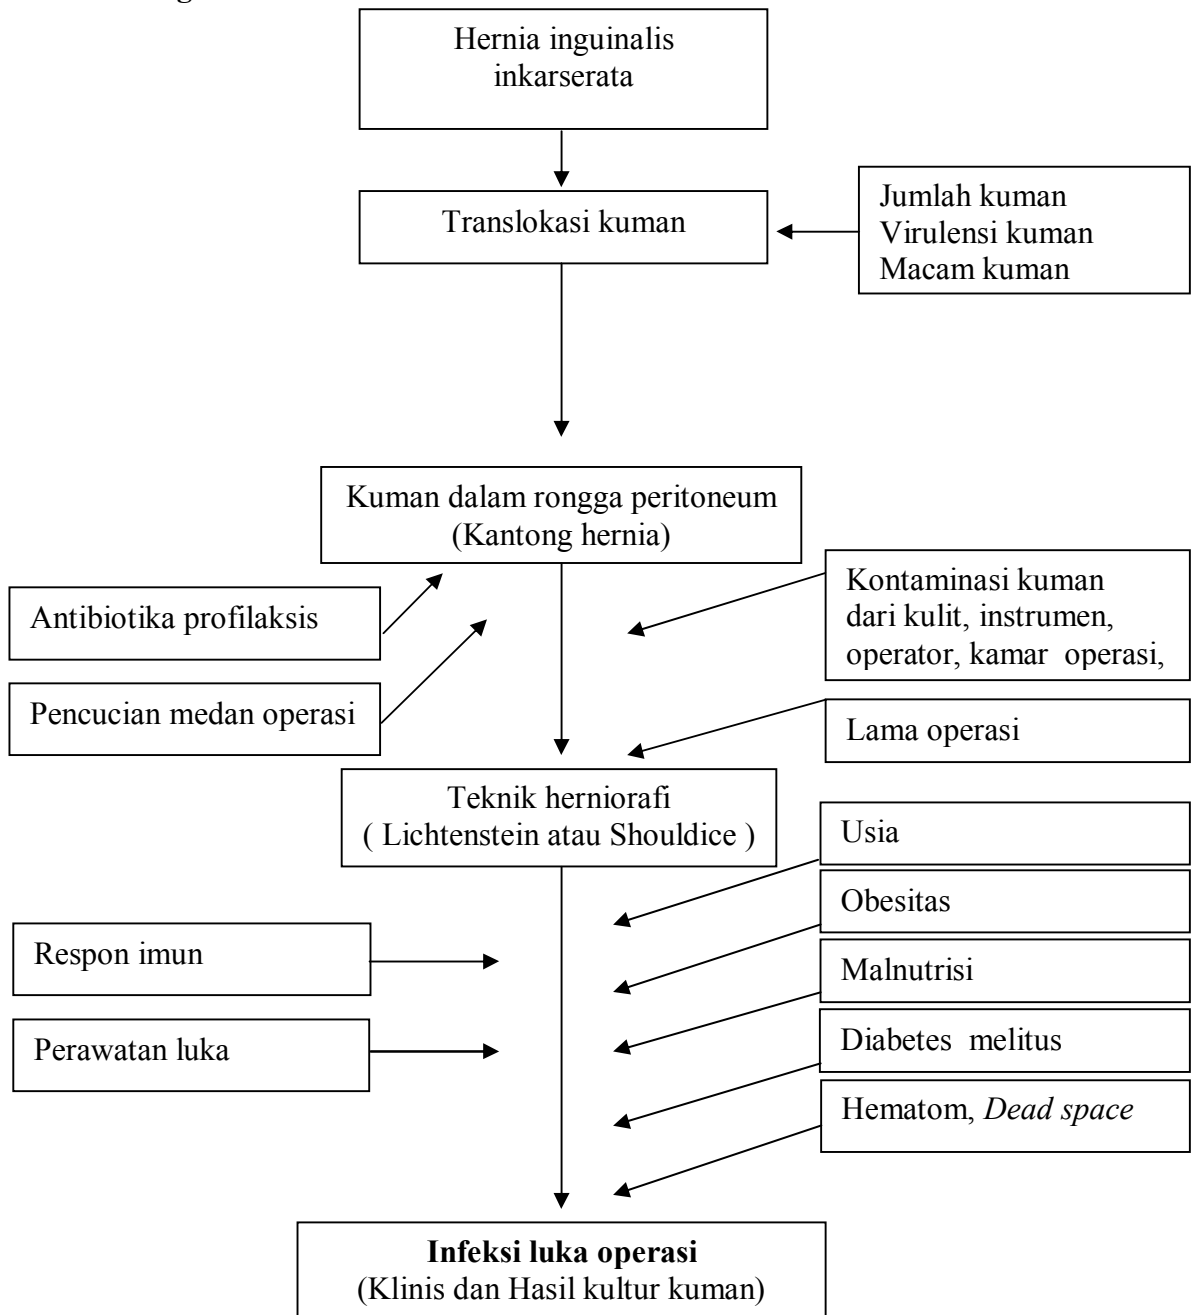 Hernia inguinalis
inkarserata
Translokasi kuman
Jumlah kuman
Virulensi kuman
Macam kuman
Kuman dalam rongga peritoneum
(Kantong hernia)
Antibiotika profilaksis
Pencucian medan operasi
Kontaminasi kuman
dari kulit, instrumen,
operator, kamar operasi,
Lama operasi
Teknik herniorafi
( Lichtenstein atau Shouldice )
Usia
Obesitas
Respon imun
Malnutrisi
Perawatan luka
Diabetes melitus
Hematom, Dead space
Infeksi luka operasi
(Klinis dan Hasil kultur kuman)